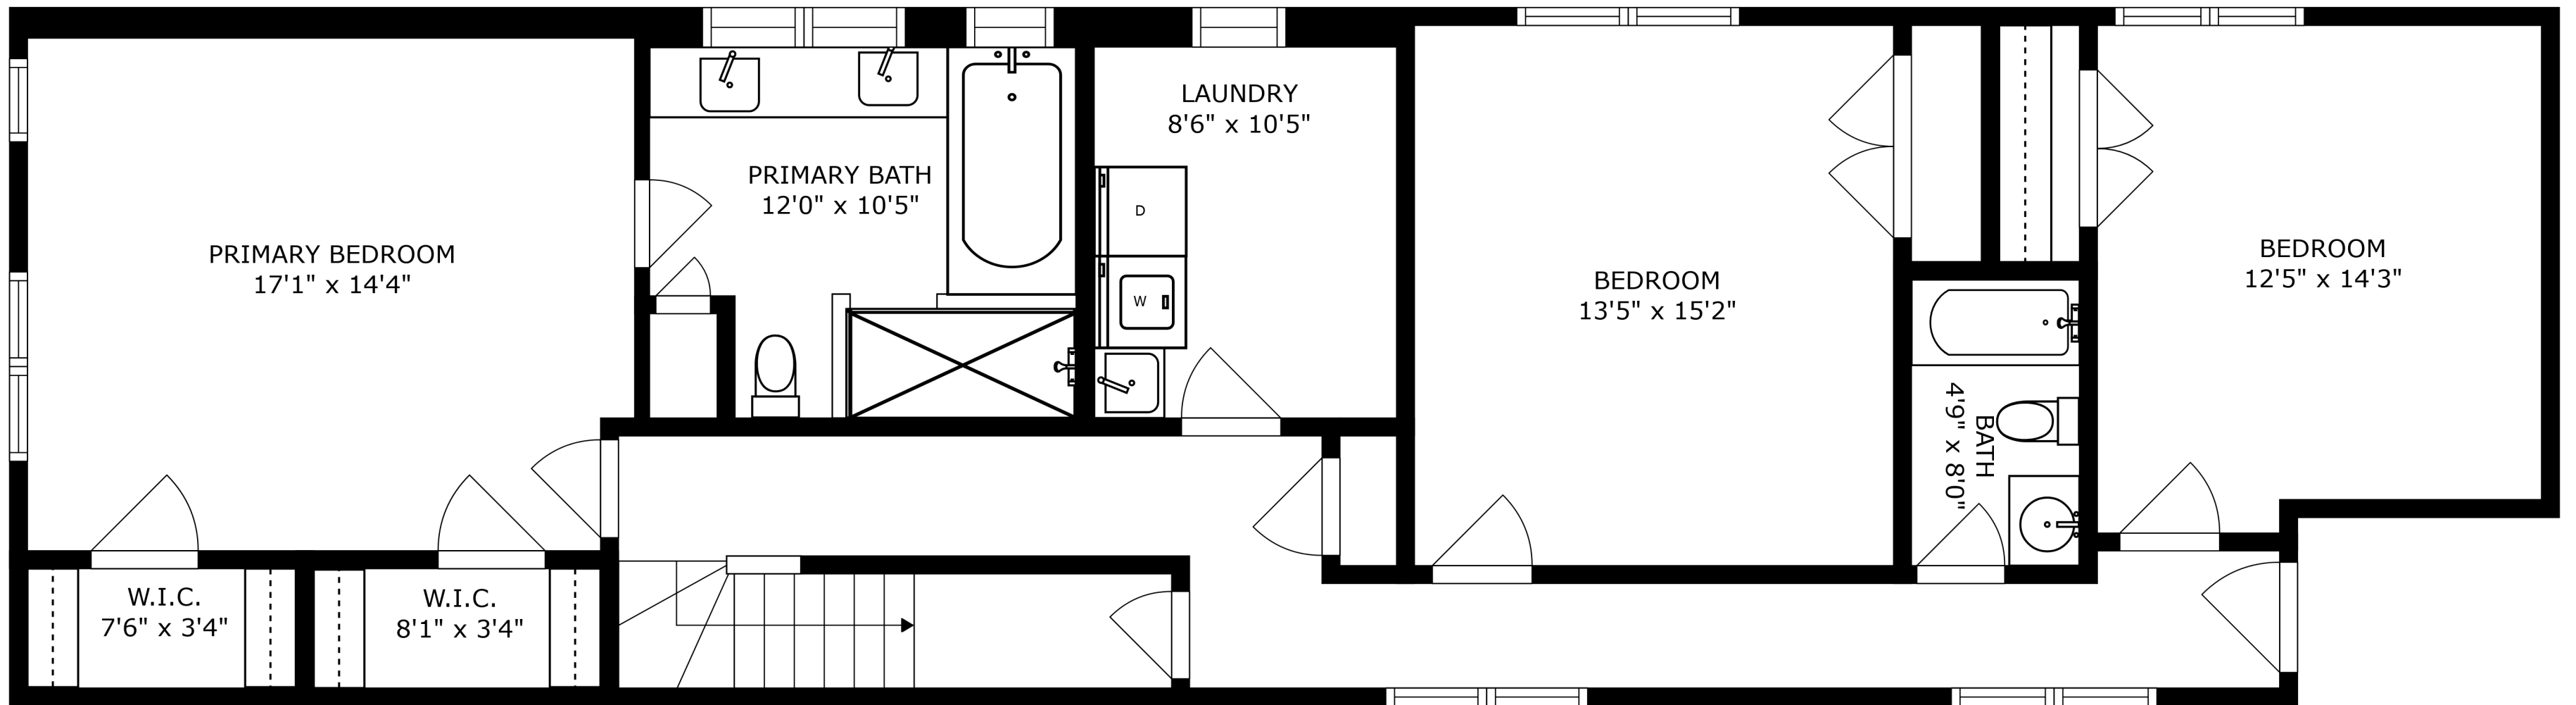 PRIMARY BEDROOM
17'1" x 14'4"
PRIMARY BATH
12'0" x 10'5"
LAUNDRY
8'6" x 10'5"
D
W
BEDROOM
13'5" x 15'2"
BATH
4'9" x 8'0"
BEDROOM
12'5" x 14'3"
W.I.C.
7'6" x 3'4"
W.I.C.
8'1" x 3'4"